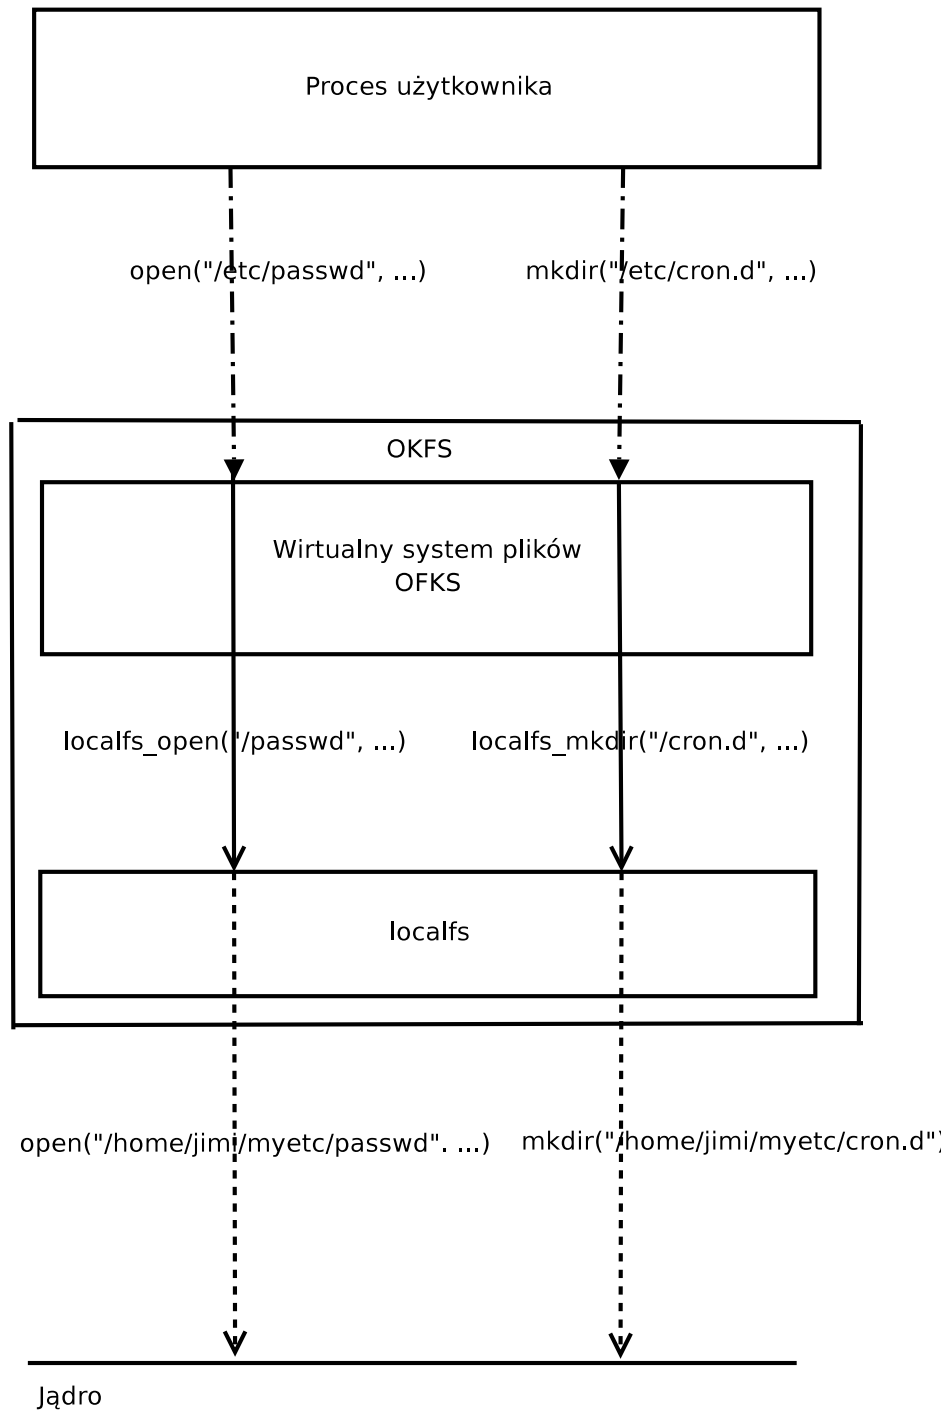 Proces użytkownika
open("/etc/passwd", ...)
mkdir("/etc/cron.d", ...)
OKFS
Wirtualny system plików
OFKS
localfs_open("/passwd", ...)
localfs_mkdir("/cron.d", ...)
localfs
open("/home/jimi/myetc/passwd". ...)
mkdir("/home/jimi/myetc/cron.d")
Jądro